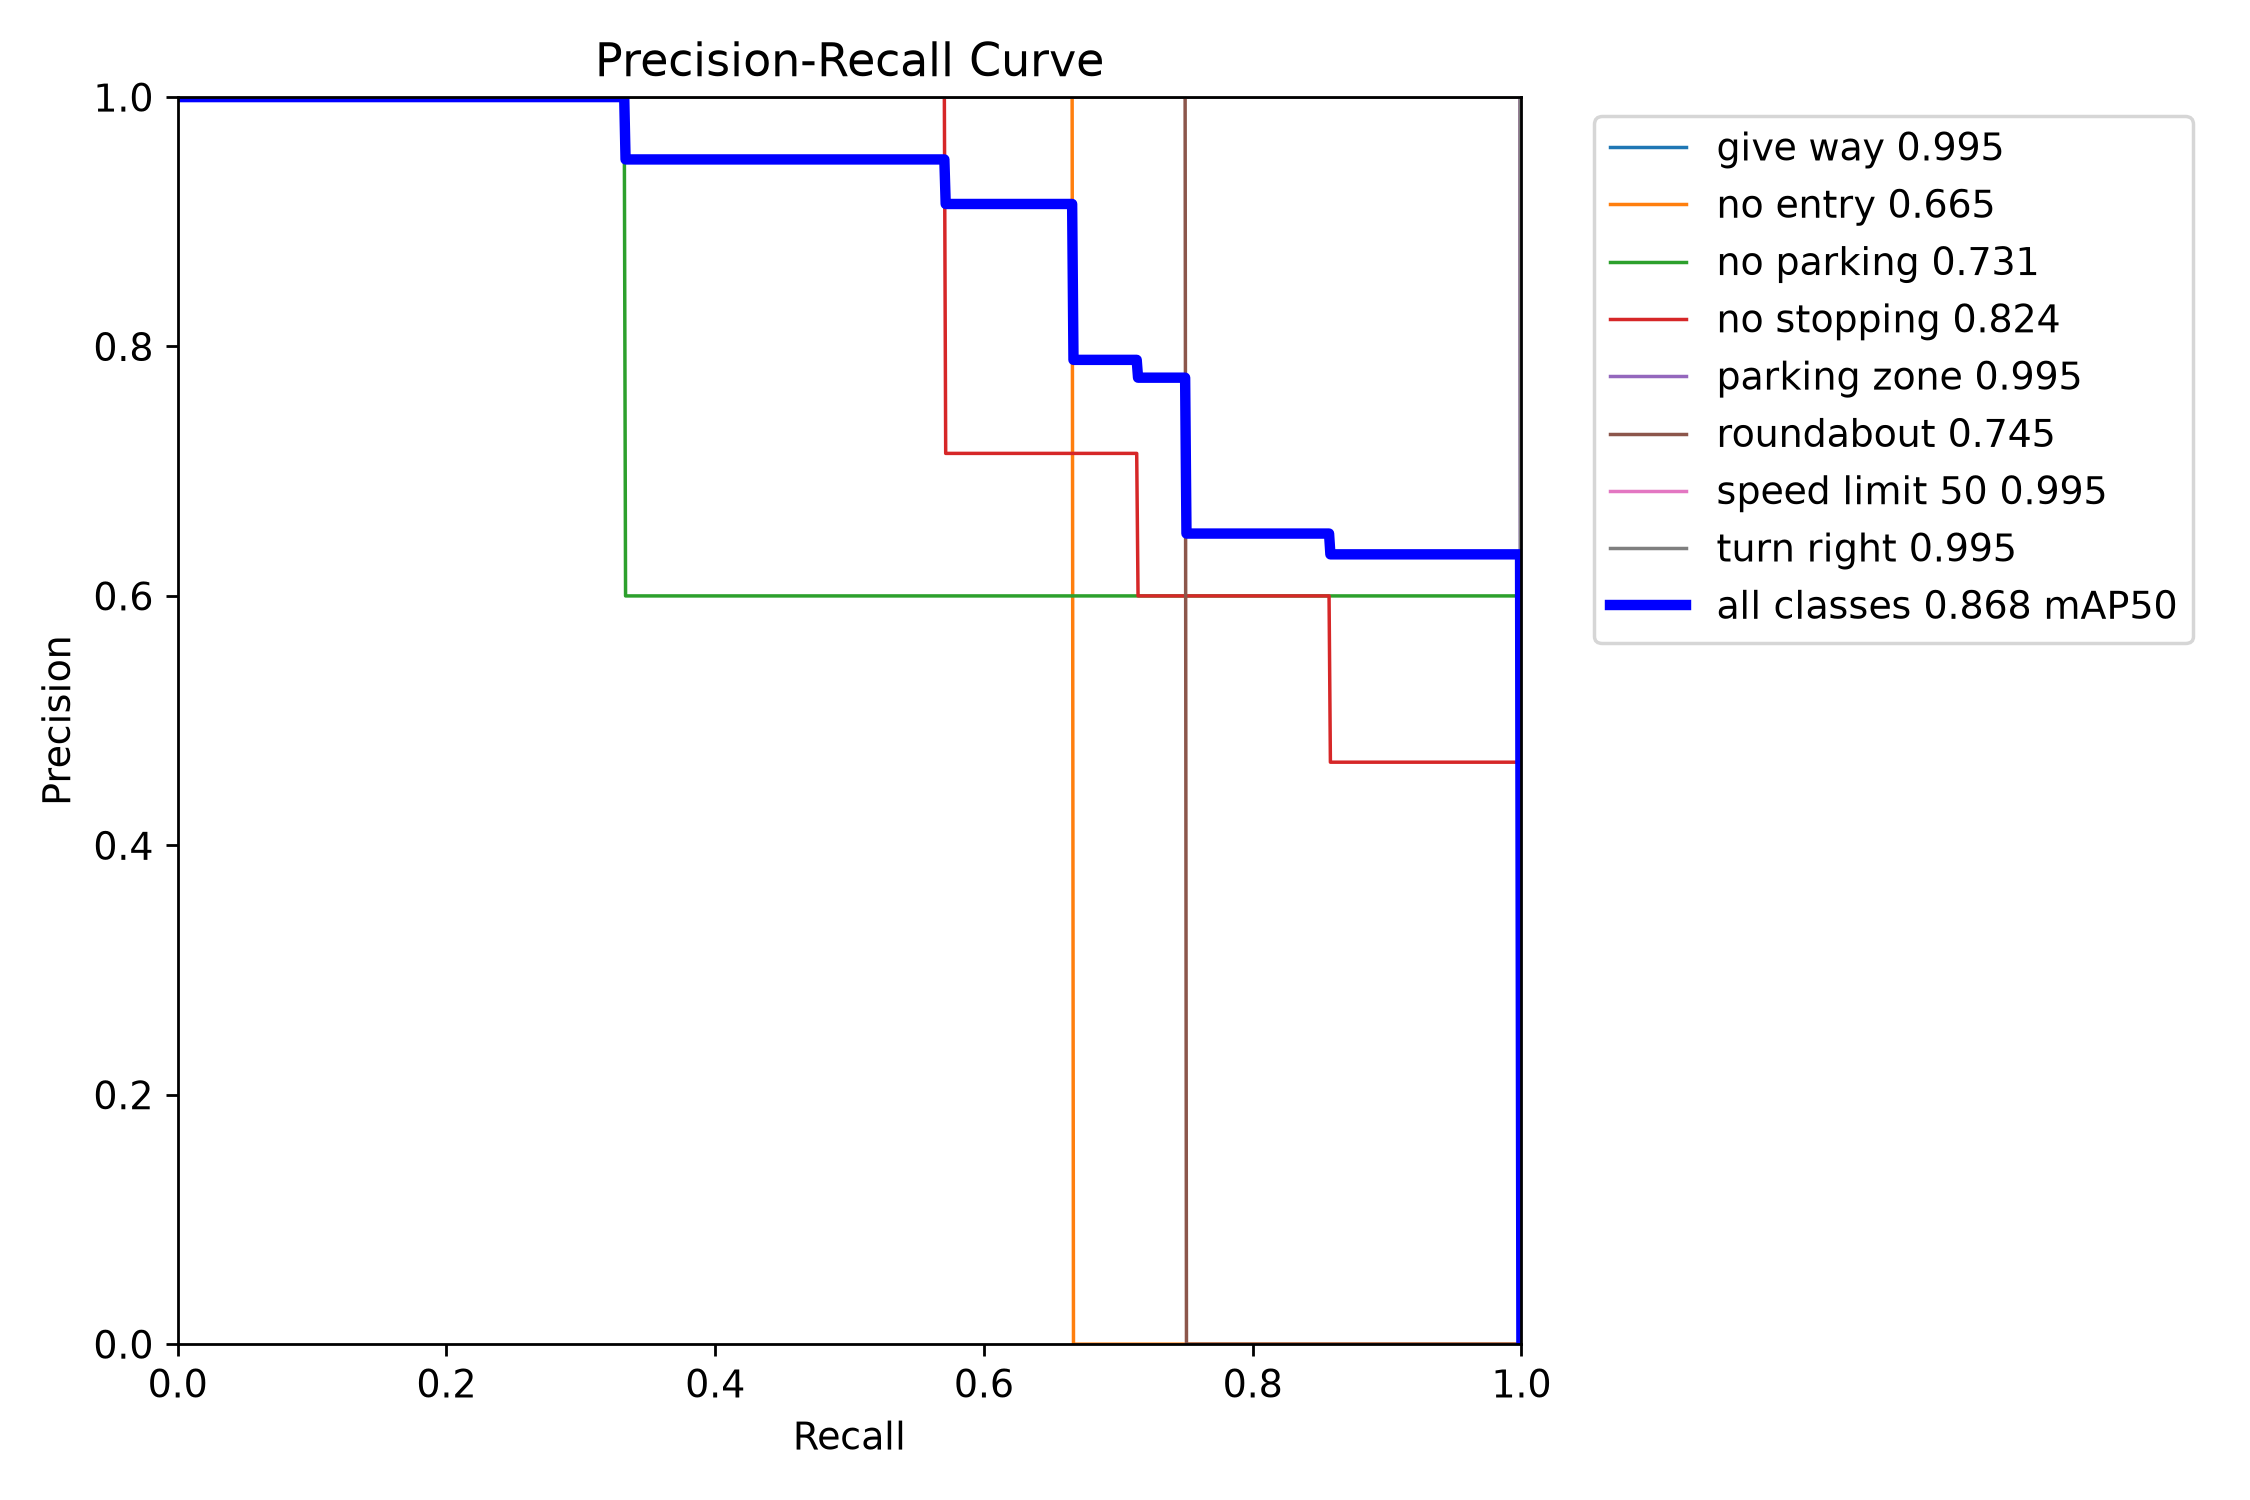 Precision-Recall Curve
1.0
0.8
0.6
0.4
0.2
0.0
Precision
0.0 0.2 0.4 0.6 0.8 1.0
Recall
give way 0.995
no entry 0.665
no parking 0.731
no stopping 0.824
parking zone 0.995
roundabout 0.745
speed limit 50 0.995
turn right 0.995
all classes 0.868 mAP50